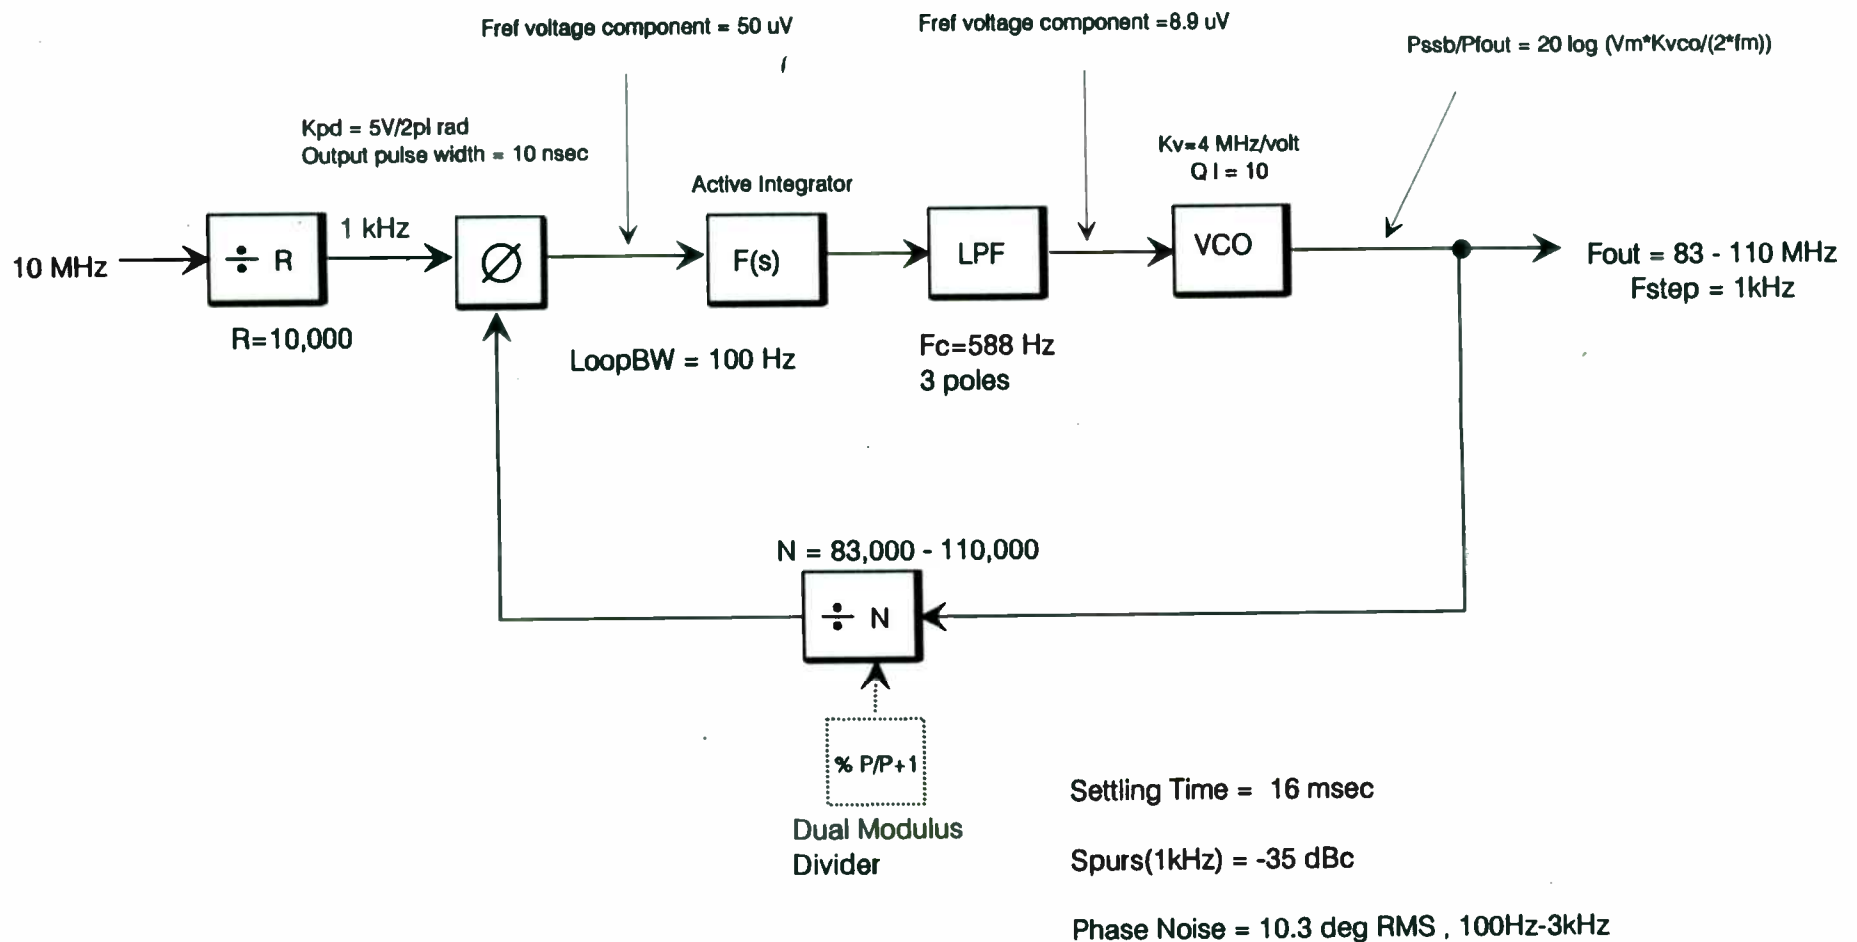 Fref voltage component = 50 uV
Fref voltage component =8.9 uV
Pssb/Pfout = 20 log (Vm*Kvco/(2*fm))
Kpd = 5V/2pI rad
Output pulse width = 10 nsec
Kv=4 MHz/volt
Q l = 10
Active Integrator
10 MHz
÷ R
1 kHz
Ø
F(s)
LPF
VCO
Fout = 83 - 110 MHz
Fstep = 1kHz
R=10,000
LoopBW = 100 Hz
Fc=588 Hz
3 poles
N = 83,000 - 110,000
÷ N
% P/P+1
Dual Modulus
Divider
Settling Time = 16 msec
Spurs(1kHz) = -35 dBc
Phase Noise = 10.3 deg RMS , 100Hz-3kHz